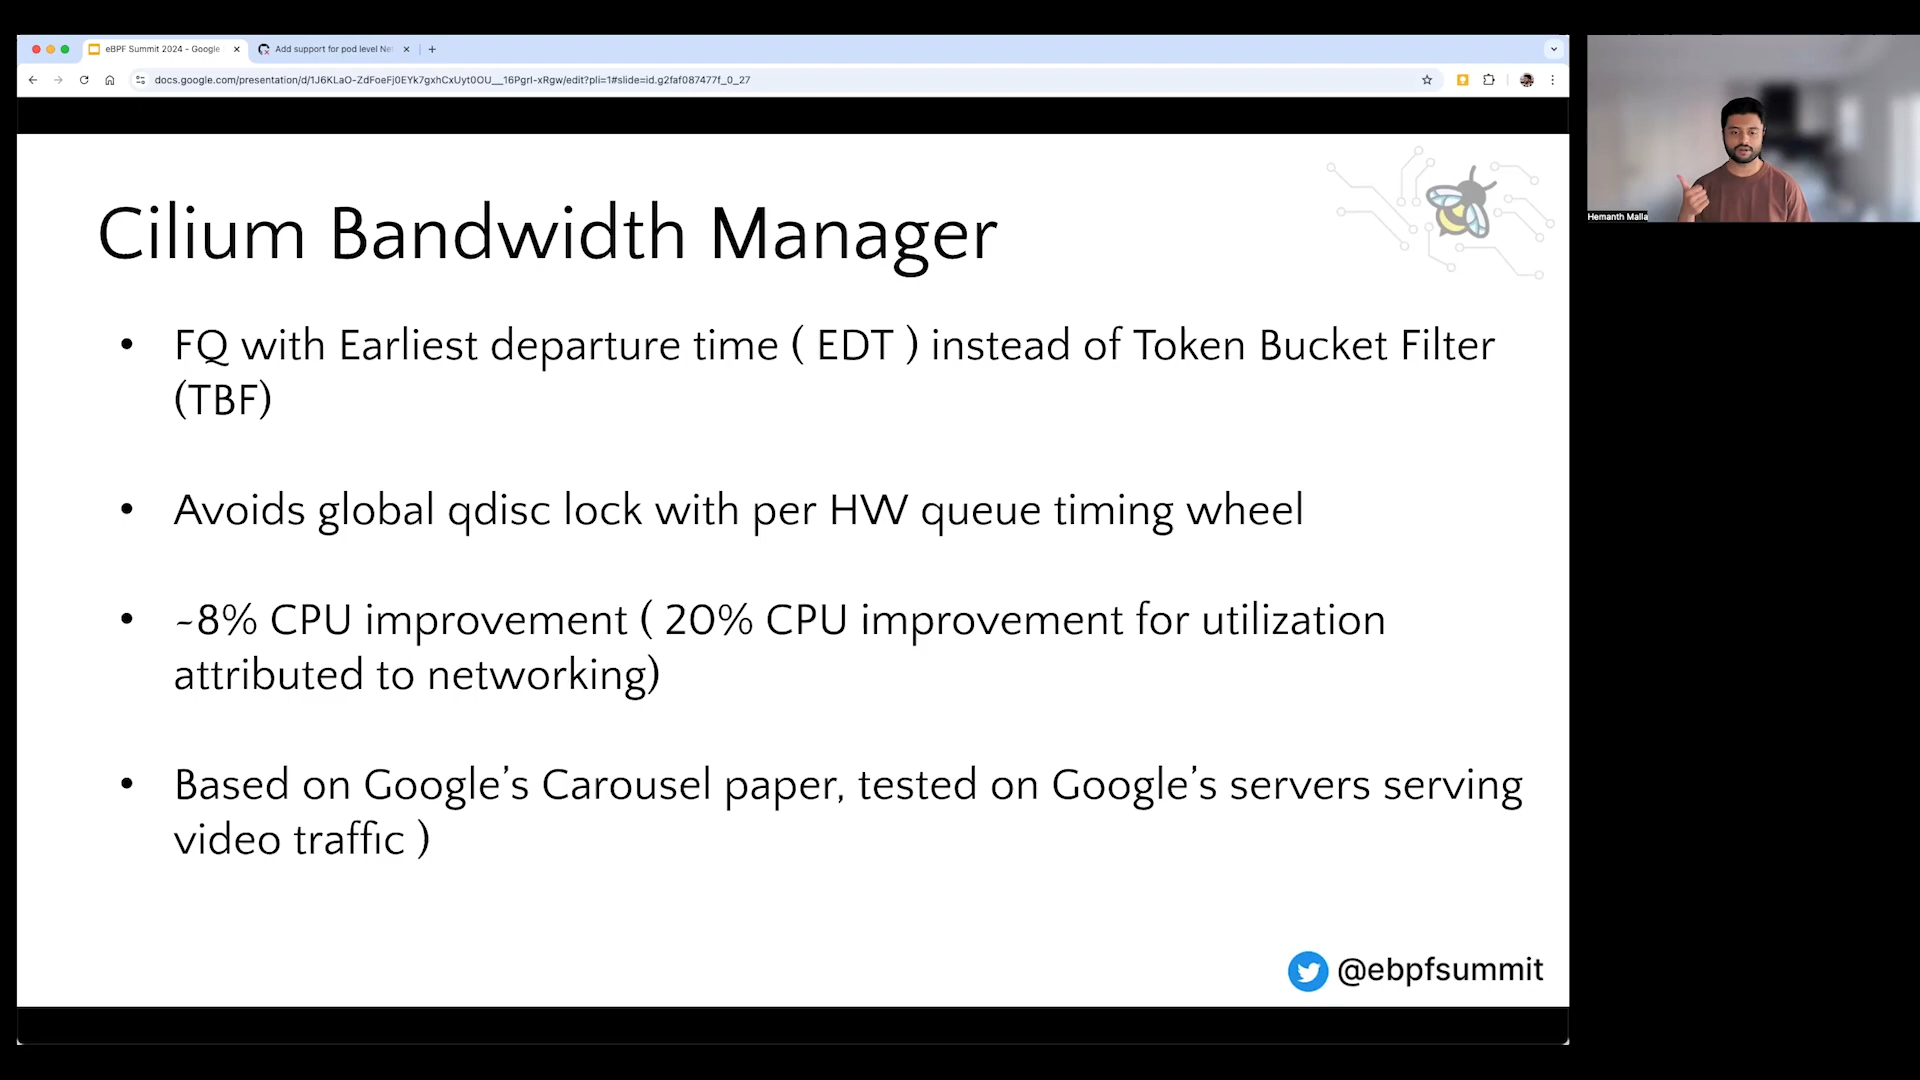 eBPF Summit 2024 - Google
Add support for pod level Net
docs.google.com/presentation/d/1J6KLaO-ZdFoeFj0EYk7gxhCxUyt0OU__16PgrI-xRgw/edit?pli=1#slide=id.g2faf087477f_0_27
Hemanth Malla
Cilium Bandwidth Manager
• FQ with Earliest departure time ( EDT ) instead of Token Bucket Filter
(TBF)
• Avoids global qdisc lock with per HW queue timing wheel
• ~8% CPU improvement ( 20% CPU improvement for utilization
attributed to networking)
• Based on Google’s Carousel paper, tested on Google’s servers serving
video traffic )
@ebpfsummit